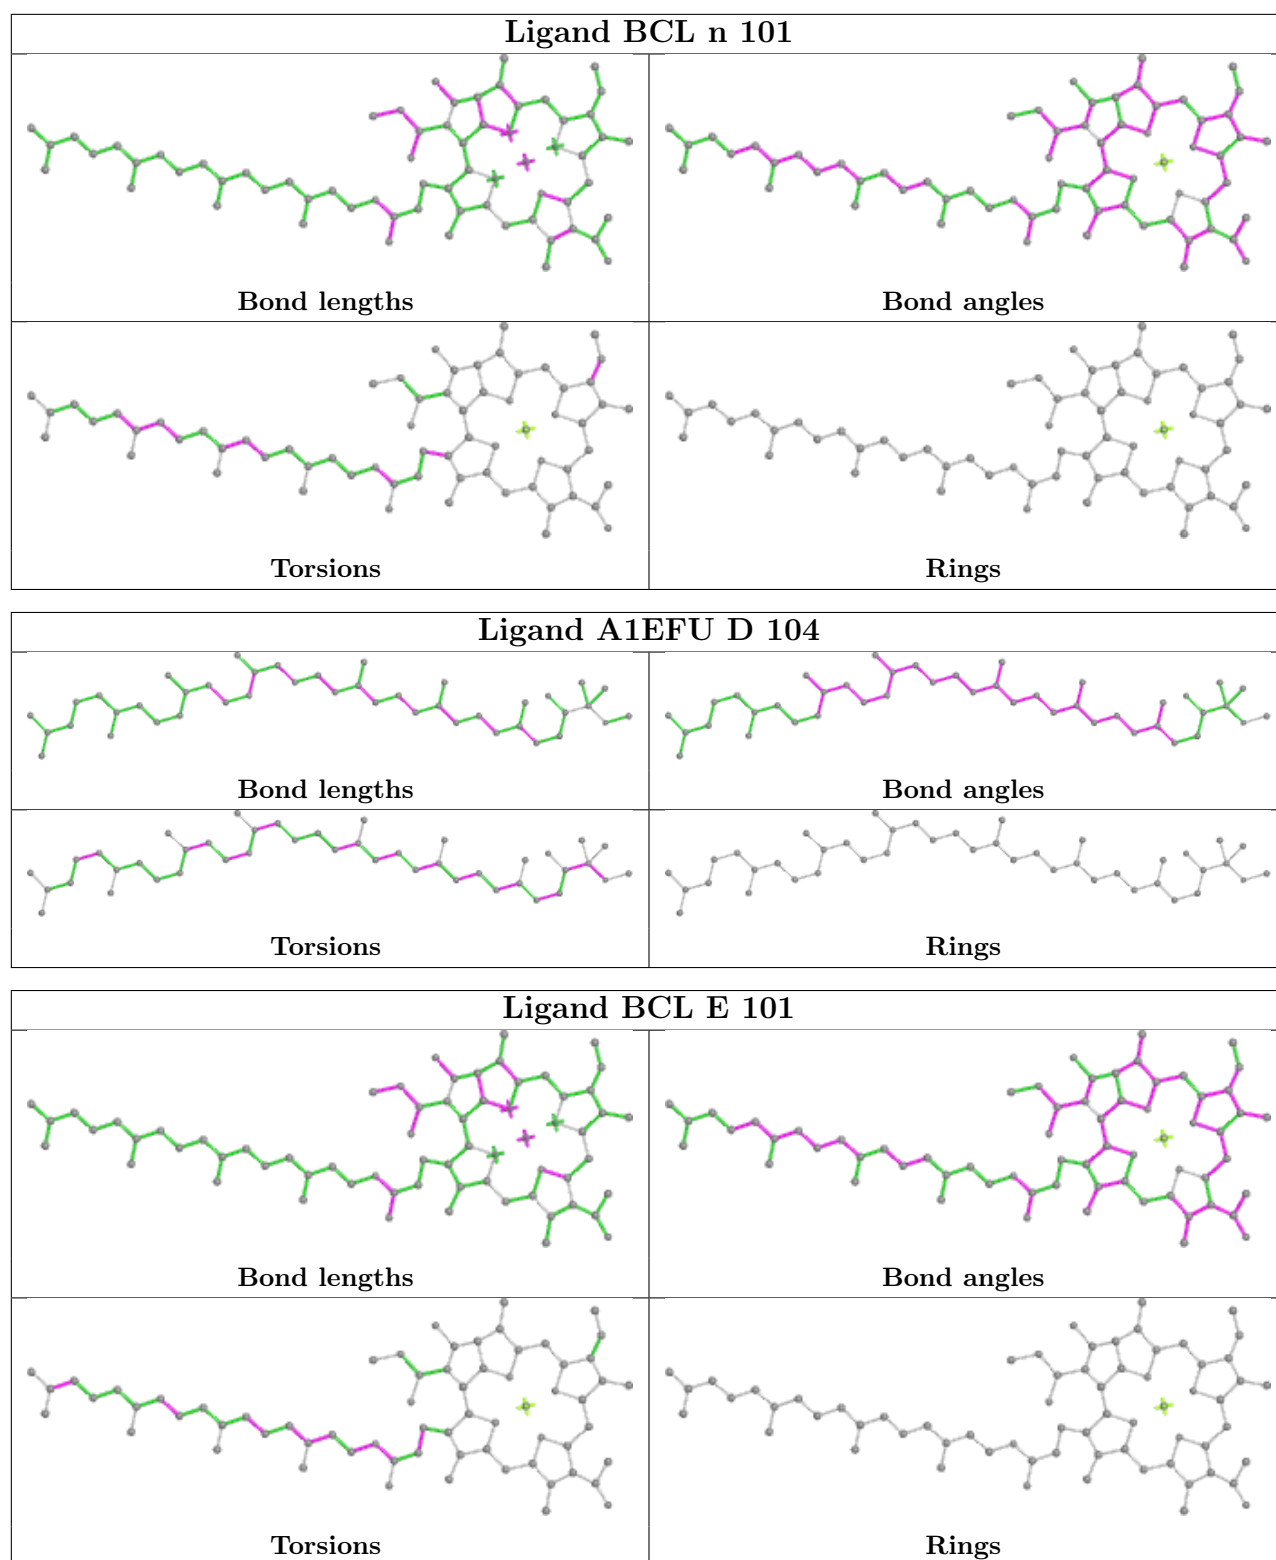 Ligand BCL n 101
Bond lengths
Bond angles
Torsions
Rings
Ligand A1EFU D 104
Bond lengths
Bond angles
Torsions
Rings
Ligand BCL E 101
Bond lengths
Bond angles
Torsions
Rings